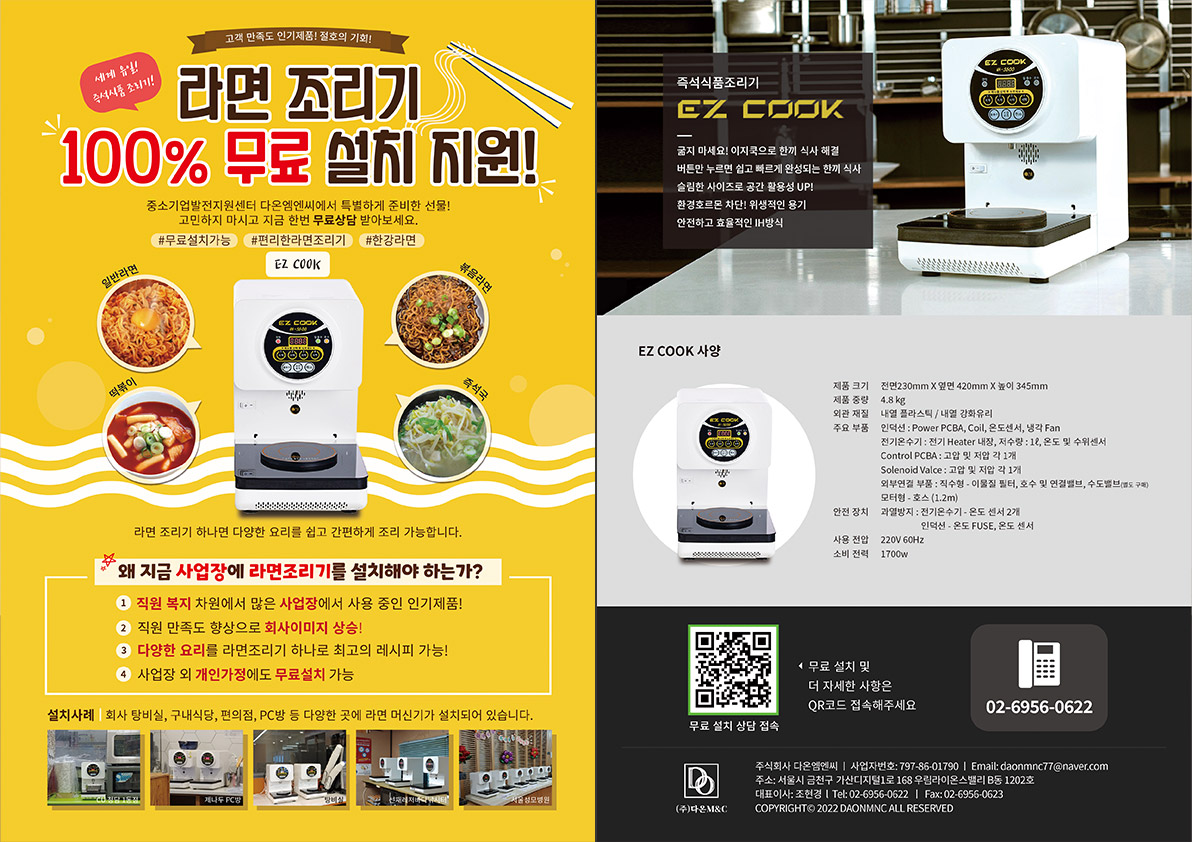 고객 만족도 인기제품! 절호의 기회!
세계 유일!
즉석식품 조리기!
라면 조리기
100% 무료 설치 지원!
중소기업발전지원센터 다온엠엔씨에서 특별하게 준비한 선물!
고민하지 마시고 지금 한번 무료상담 받아보세요.
#무료설치가능 #편리한라면조리기 #한강라면
EZ COOK
일반라면
볶음라면
EZ COOK
떡볶이
즉석국
라면 조리기 하나면 다양한 요리를 쉽고 간편하게 조리 가능합니다.
왜 지금 사업장에 라면조리기를 설치해야 하는가?
1 직원 복지 차원에서 많은 사업장에서 사용 중인 인기제품!
2 직원 만족도 향상으로 회사이미지 상승!
3 다양한 요리를 라면조리기 하나로 최고의 레시피 가능!
4 사업장 외 개인가정에도 무료설치 가능
설치사례 | 회사 탕비실, 구내식당, 편의점, PC방 등 다양한 곳에 라면 머신기가 설치되어 있습니다.
제나두 PC방
탕비실
서울성모병원
즉석식품조리기
EZ COOK
굶지 마세요! 이지쿡으로 한끼 식사 해결
버튼만 누르면 쉽고 빠르게 완성되는 한끼 식사
슬림한 사이즈로 공간 활용성 UP!
환경호르몬 차단! 위생적인 용기
안전하고 효율적인 IH방식
EZ COOK
EZ COOK 사양
EZ COOK
제품 크기 전면230mm X 옆면 420mm X 높이 345mm
제품 중량 4.8 kg
외관 재질 내열 플라스틱 / 내열 강화유리
주요 부품 인덕션 : Power PCBA, Coil, 온도센서, 냉각 Fan
전기온수기 : 전기 Heater 내장, 저수량 : 1ℓ, 온도 및 수위센서
Control PCBA : 고압 및 저압 각 1개
Solenoid Valce : 고압 및 저압 각 1개
외부연결 부품 : 직수형 - 이물질 필터, 호수 및 연결밸브, 수도밸브(별도 구매)
모터형 - 호스 (1.2m)
안전 장치 과열방지 : 전기온수기 - 온도 센서 2개
인덕션 - 온도 FUSE, 온도 센서
사용 전압 220V 60Hz
소비 전력 1700w
무료 설치 및
더 자세한 사항은
QR코드 접속해주세요
무료 설치 상담 접속
02-6956-0622
DO
(주)다온M&C
주식회사 다온엠엔씨 | 사업자번호: 797-86-01790 | Email: daonmnc77@naver.com
주소: 서울시 금천구 가산디지털1로 168 우림라이온스밸리 B동 1202호
대표이사: 조현경 | Tel: 02-6956-0622 | Fax: 02-6956-0623
COPYRIGHT© 2022 DAONMNC ALL RESERVED